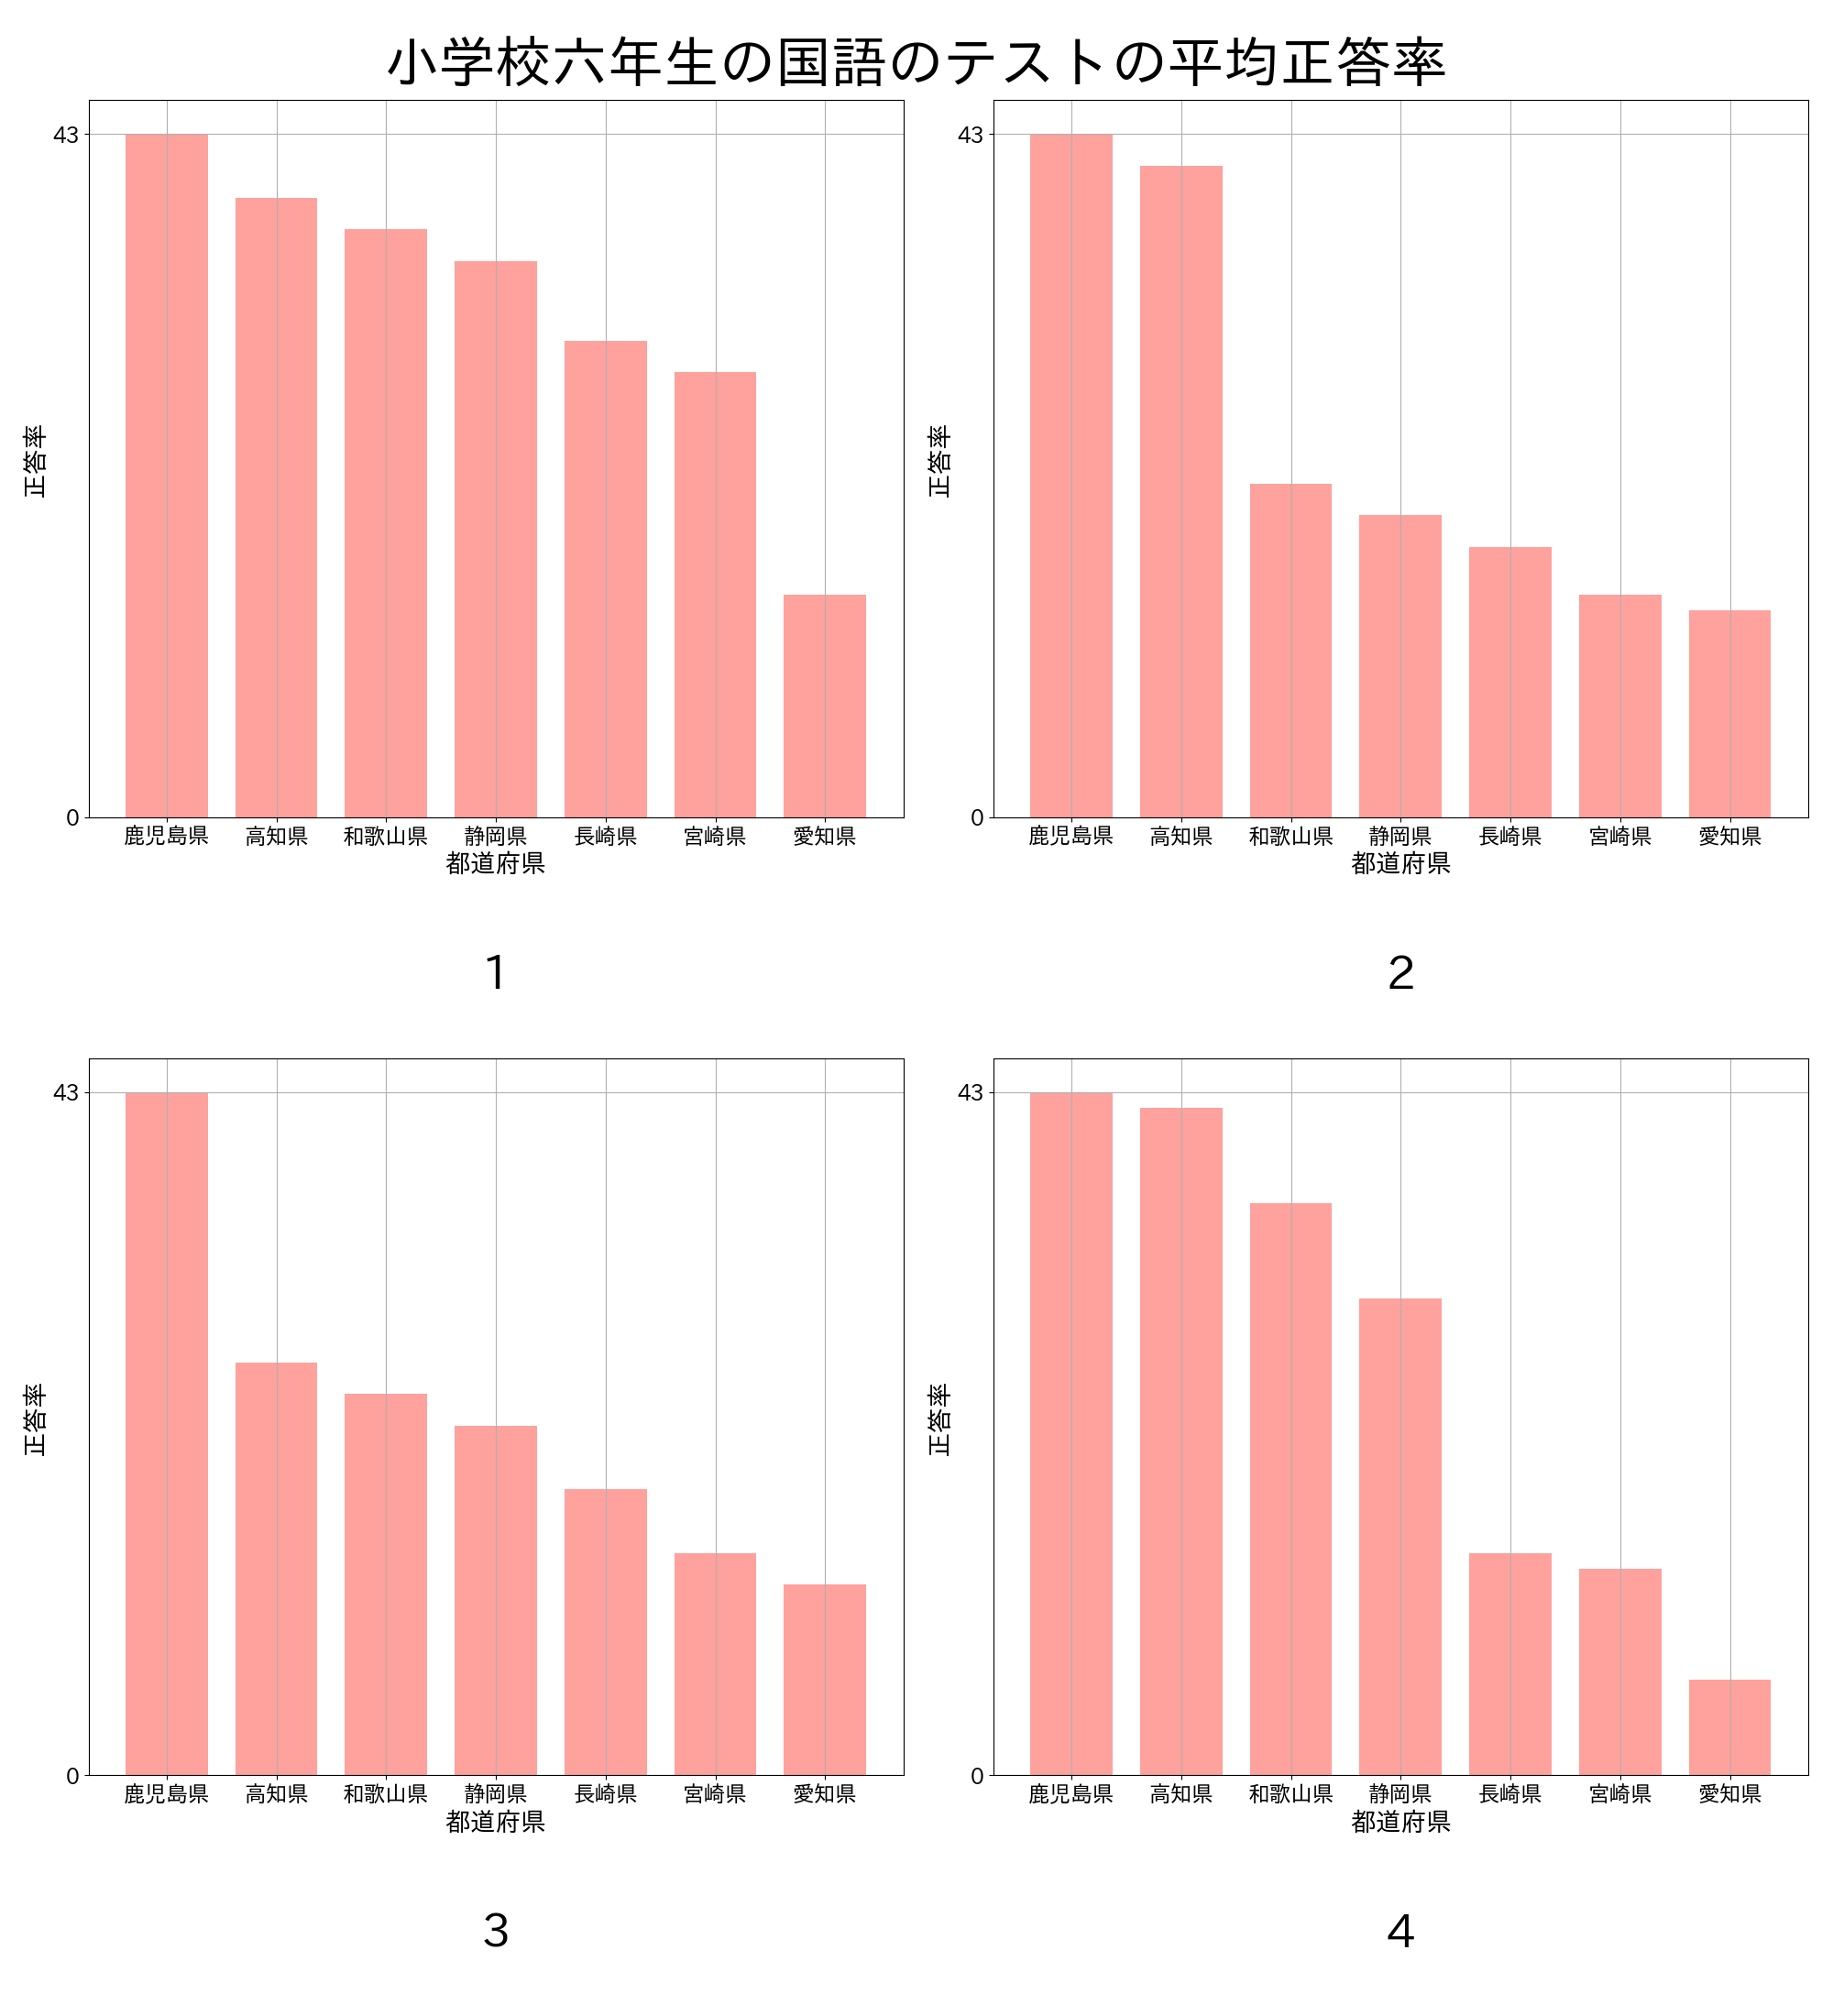 小学校六年生の国語のテストの平均正答率
43
正答率
0
鹿児島県 高知県 和歌山県 静岡県 長崎県 宮崎県 愛知県
都道府県
1
43
正答率
0
鹿児島県 高知県 和歌山県 静岡県 長崎県 宮崎県 愛知県
都道府県
2
43
正答率
0
鹿児島県 高知県 和歌山県 静岡県 長崎県 宮崎県 愛知県
都道府県
3
43
正答率
0
鹿児島県 高知県 和歌山県 静岡県 長崎県 宮崎県 愛知県
都道府県
4